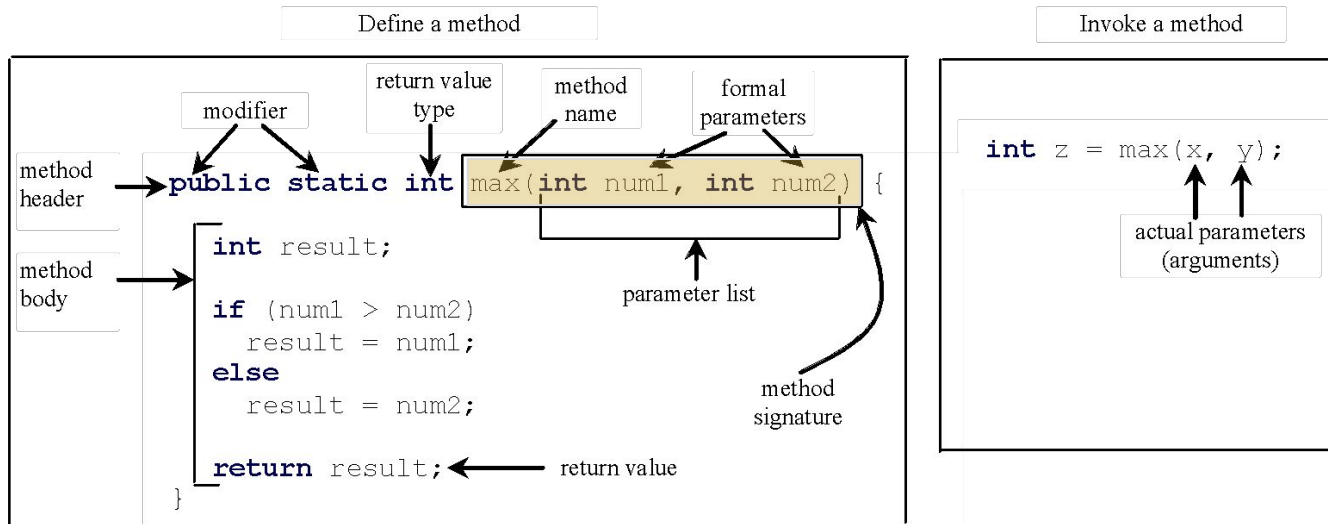 Define a method
Invoke a method
return value
type
method
name
formal
parameters
modifier
method
header
public static int max(int num1, int num2) {
int result;
method
body
parameter list
if (num1 > num2)
result = num1;
else
result = num2;
method
signature
return result;
return value
}
int z = max(x, y);
actual parameters
(arguments)